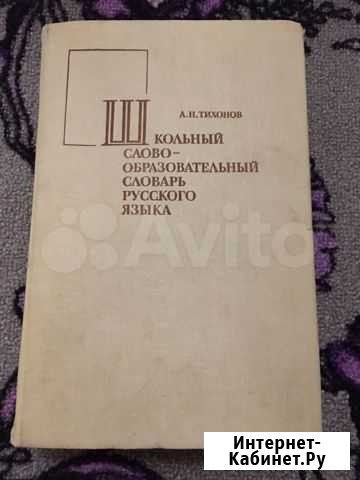 А.Н.ТИХОНОВ
ШКОЛЬНЫЙ
СЛОВО-
ОБРАЗОВАТЕЛЬНЫЙ
СЛОВАРЬ
РУССКОГО
ЯЗЫКА
Avito
Интернет-
Кабинет.Ру